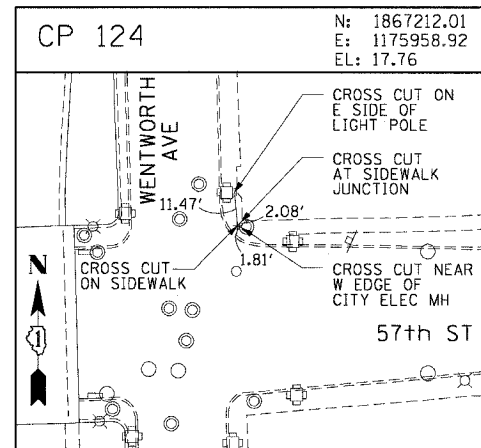 CP 124
N: 1867212.01
E: 1175958.92
EL: 17.76
WENTWORTH
AVE
CROSS CUT ON
E SIDE OF
LIGHT POLE
CROSS CUT
AT SIDEWALK
JUNCTION
11.47'
2.08'
1.81'
CROSS CUT
ON SIDEWALK
CROSS CUT NEAR
W EDGE OF
CITY ELEC MH
N
1
57th ST